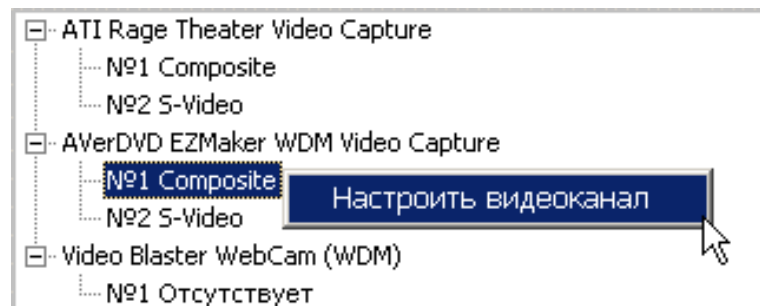 ATI Rage Theater Video Capture
№1 Composite
№2 S-Video
AVerDVD EZMaker WDM Video Capture
№1 Composite
Настроить видеоканал
№2 S-Video
Video Blaster WebCam (WDM)
№1 Отсутствует